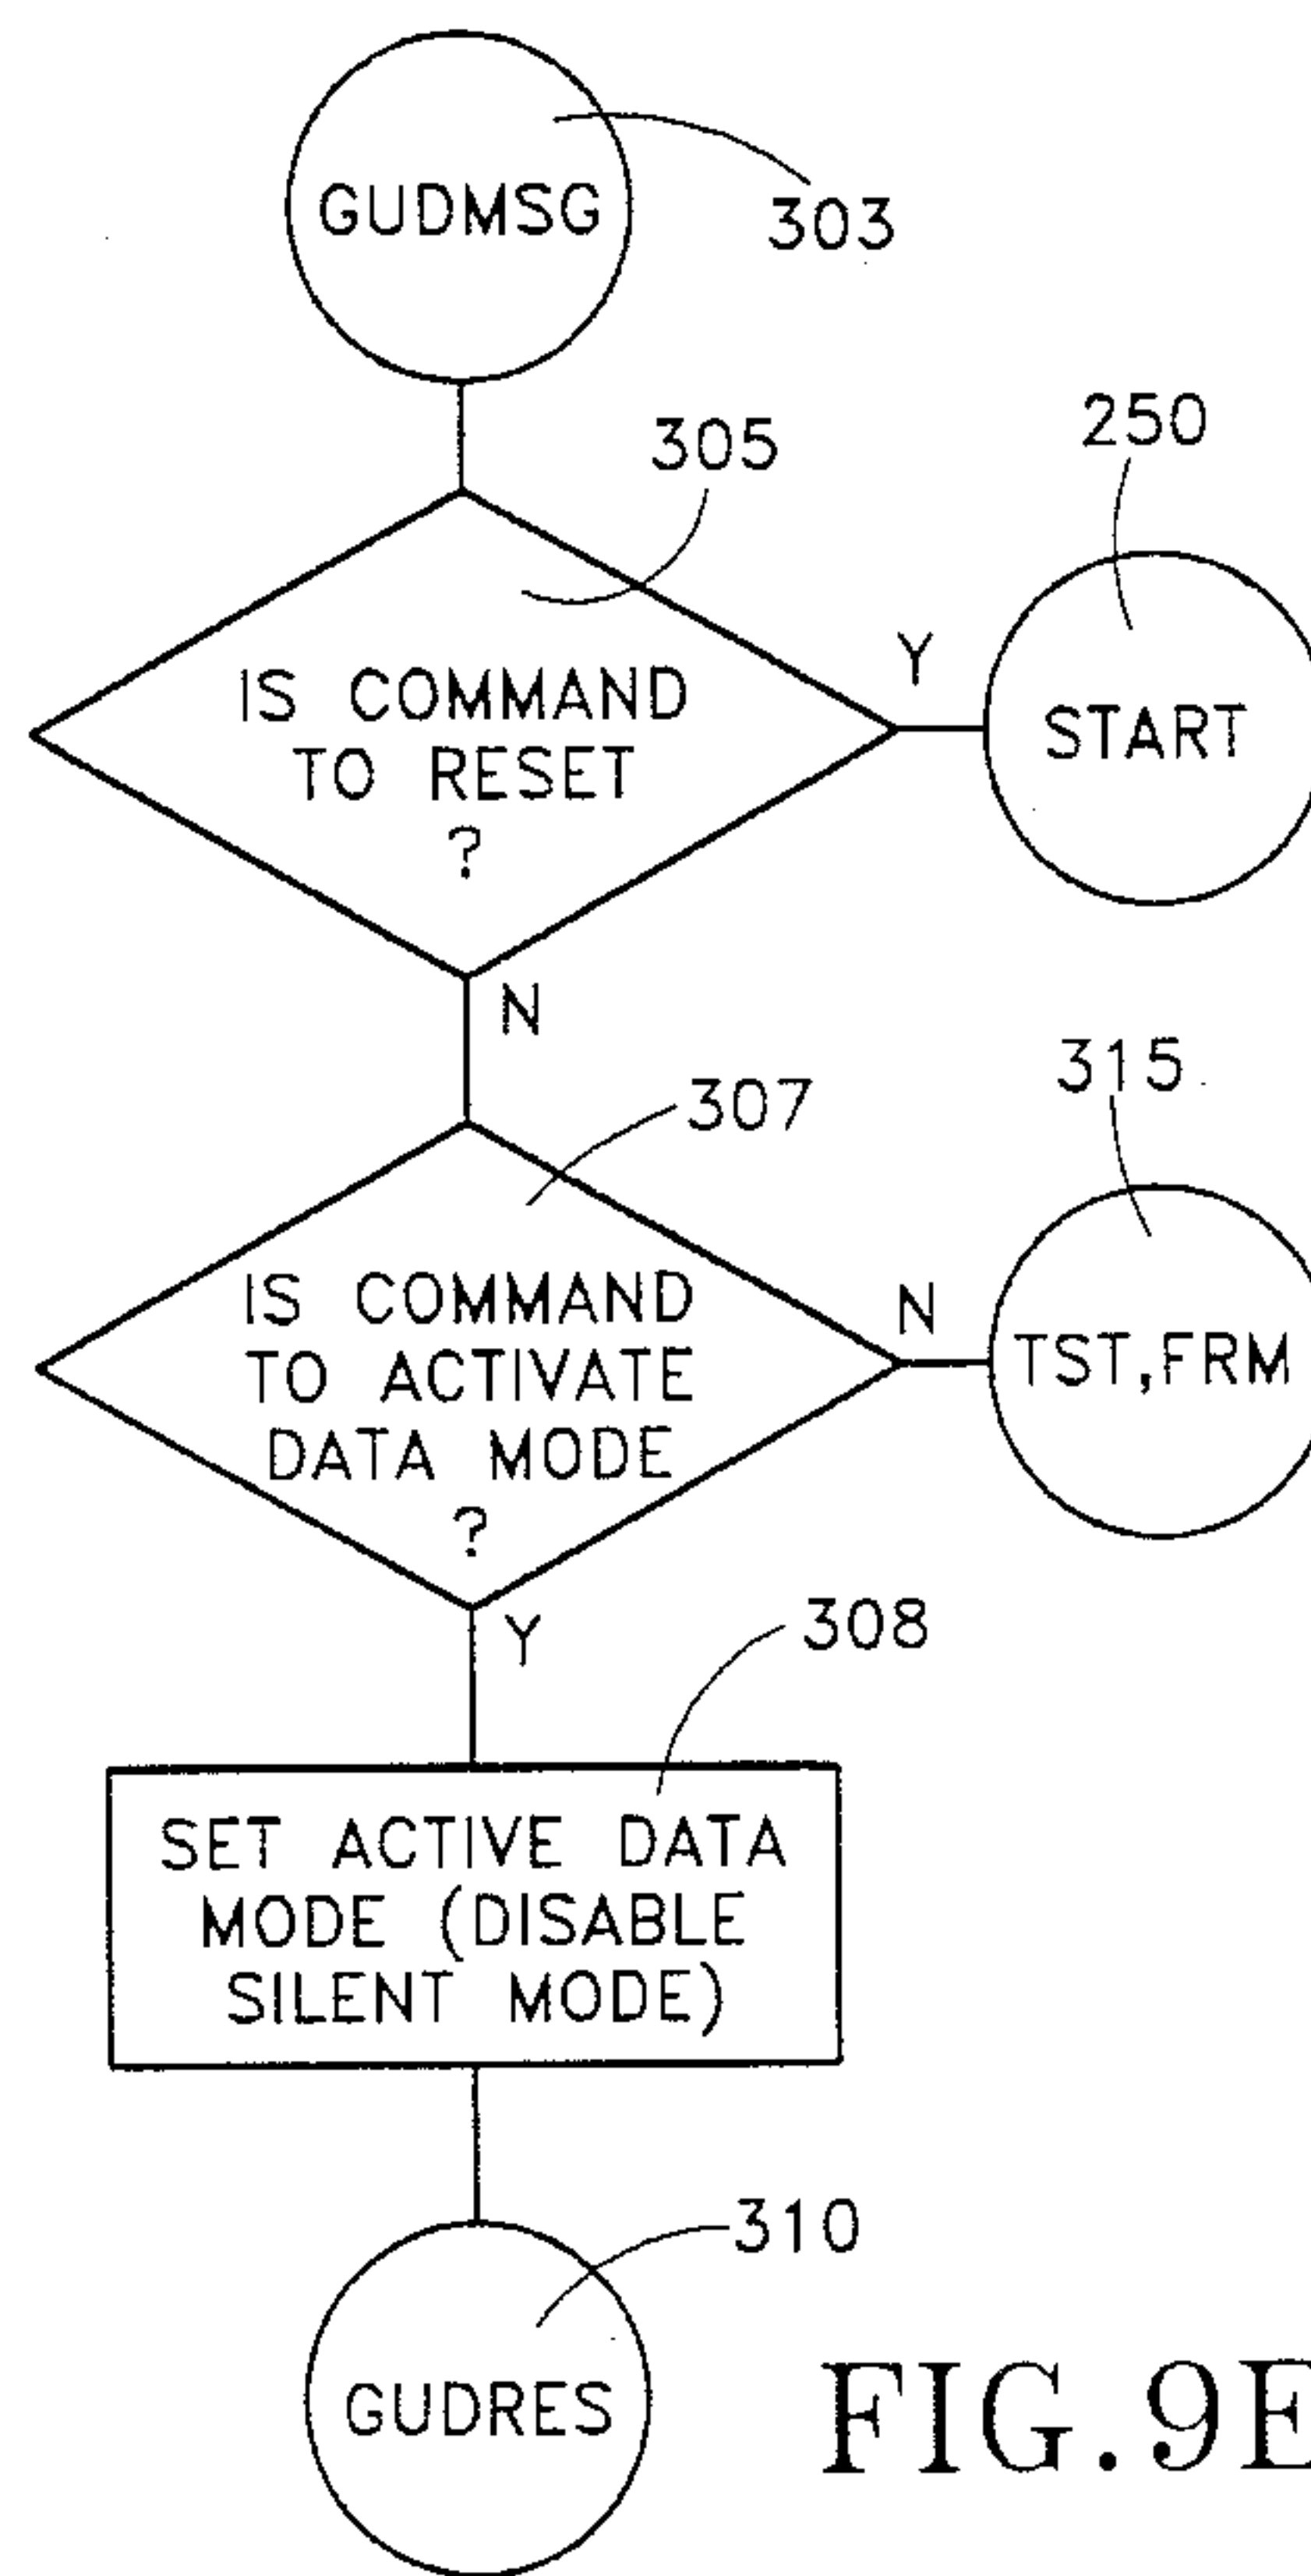 GUDMSG
303
305
250
IS COMMAND
TO RESET
?
Y
START
N
307
315
IS COMMAND
TO ACTIVATE
DATA MODE
?
N
TST,FRM
Y
308
SET ACTIVE DATA
MODE (DISABLE
SILENT MODE)
310
GUDRES
FIG.9E